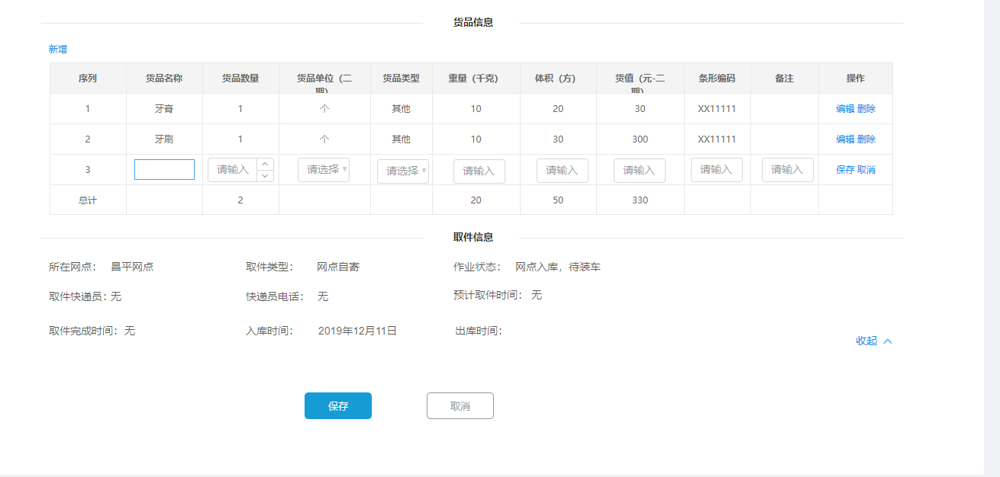 货品信息
新增
序列 货品名称 货品数量 货品单位（二期） 货品类型 重量（千克） 体积（方） 货值（元-二期） 条形编码 备注 操作
1 牙膏 1 个 其他 10 20 30 XX11111 编辑 删除
2 牙刷 1 个 其他 10 30 300 XX11111 编辑 删除
3 请输入 请选择 请选择 请输入 请输入 请输入 请输入 请输入 保存 取消
总计 2 20 50 330
取件信息
所在网点： 昌平网点 取件类型： 网点自寄 作业状态： 网点入库，待装车
取件快递员：无 快递员电话： 无 预计取件时间： 无
取件完成时间：无 入库时间： 2019年12月11日 出库时间：
收起
保存 取消